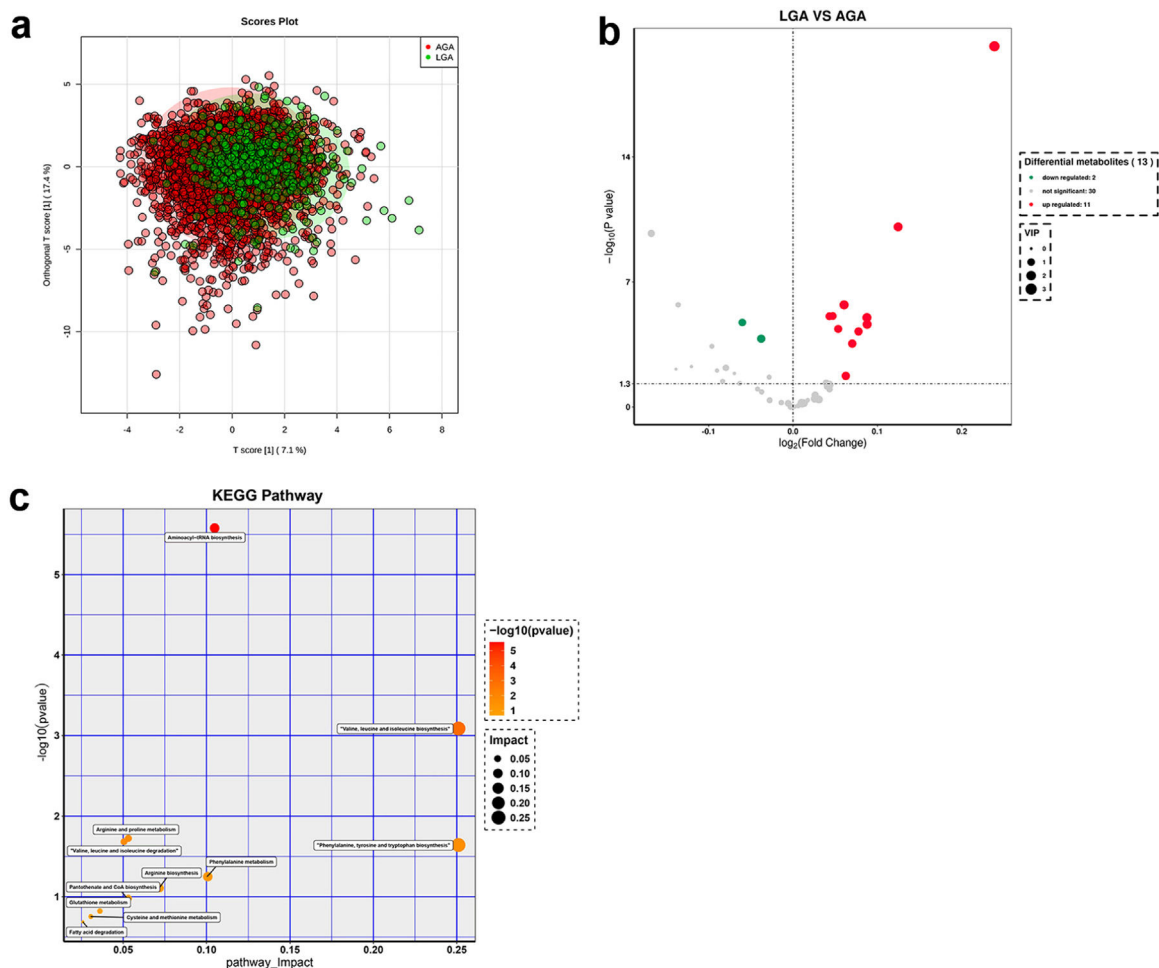 a
Scores Plot
AGA
LGA
Orthogonal T score [1] ( 17.4 %)
5
0
-5
-10
-4
-2
0
2
4
6
8
T score [1] ( 7.1 %)
b
LGA VS AGA
−log10(P value)
14
7
1.3
0
-0.1
0.0
0.1
0.2
log2(Fold Change)
Differential metabolites ( 13 )
down regulated: 2
not significant: 30
up regulated: 11
VIP
0
1
2
3
c
KEGG Pathway
-log10(pvalue)
5
4
3
2
1
Aminoacyl-tRNA biosynthesis
"Valine, leucine and isoleucine biosynthesis"
Arginine and proline metabolism
"Valine, leucine and isoleucine degradation"
"Phenylalanine, tyrosine and tryptophan biosynthesis"
Phenylalanine metabolism
Arginine biosynthesis
Pantothenate and CoA biosynthesis
Glutathione metabolism
Cysteine and methionine metabolism
Fatty acid degradation
0.05
0.10
0.15
0.20
0.25
pathway_Impact
−log10(pvalue)
5
4
3
2
1
Impact
0.05
0.10
0.15
0.20
0.25